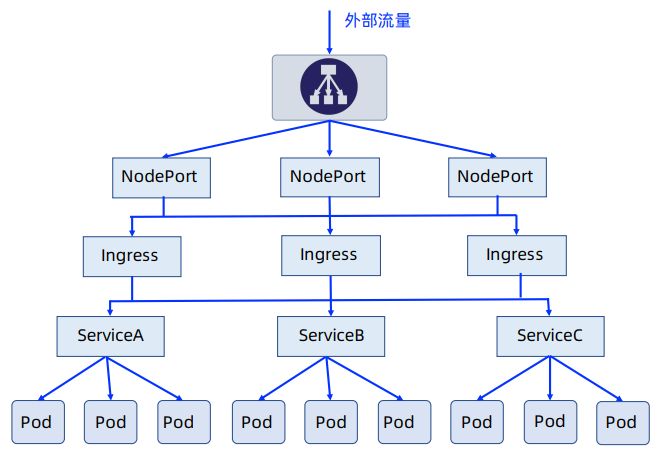 外部流量
NodePort
NodePort
NodePort
Ingress
Ingress
Ingress
ServiceA
ServiceB
ServiceC
Pod
Pod
Pod
Pod
Pod
Pod
Pod
Pod
Pod